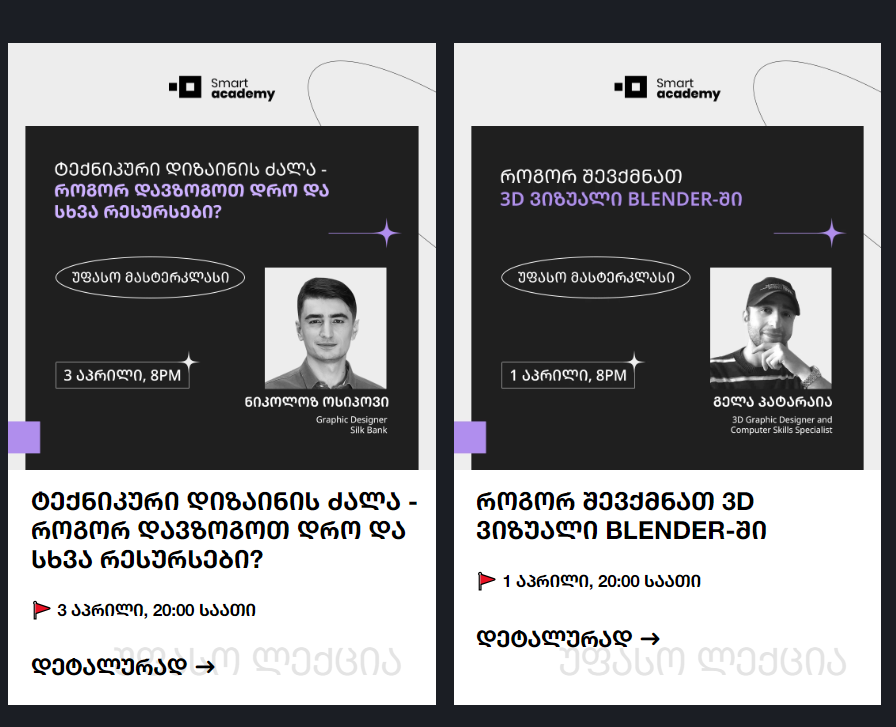 Smart
academy
ტექნიკური დიზაინის ძალა -
როგორ დავზოგოთ დრო და
სხვა რესურსები?
უფასო მასტერკლასი
3 აპრილი, 8PM
ნიკოლოზ ოსიპოვი
Graphic Designer
Silk Bank
ტექნიკური დიზაინის ძალა -
როგორ დავზოგოთ დრო და
სხვა რესურსები?
3 აპრილი, 20:00 საათი
უფასო ლექცია
დეტალურად →
Smart
academy
როგორ შევქმნათ
3D ვიზუალი BLENDER-ში
უფასო მასტერკლასი
1 აპრილი, 8PM
გელა პატარაია
3D Graphic Designer and
Computer Skills Specialist
როგორ შევქმნათ 3D
ვიზუალი BLENDER-ში
1 აპრილი, 20:00 საათი
დეტალურად →
უფასო ლექცია